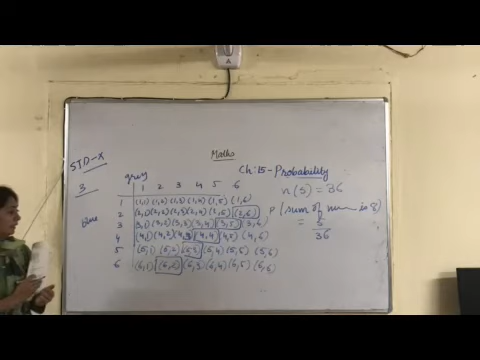 Maths
STD-X
Ch:15-Probability
3
grey
1 2 3 4 5 6
n(S) = 36
blue
1 (1,1) (1,2) (1,3) (1,4) (1,5) (1,6)
2 (2,1) (2,2) (2,3) (2,4) (2,5) (2,6)
P(sum of num is 8)
3 (3,1) (3,2) (3,3) (3,4) (3,5) (3,6)
= 5
36
4 (4,1) (4,2) (4,3) (4,4) (4,5) (4,6)
5 (5,1) (5,2) (5,3) (5,4) (5,5) (5,6)
6 (6,1) (6,2) (6,3) (6,4) (6,5) (6,6)